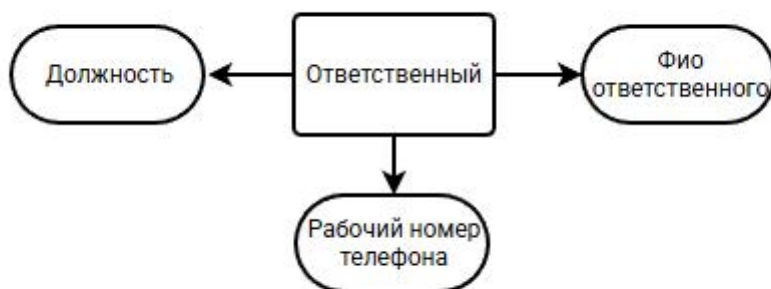 Должность
Ответственный
Фио
ответственного
Рабочий номер
телефона